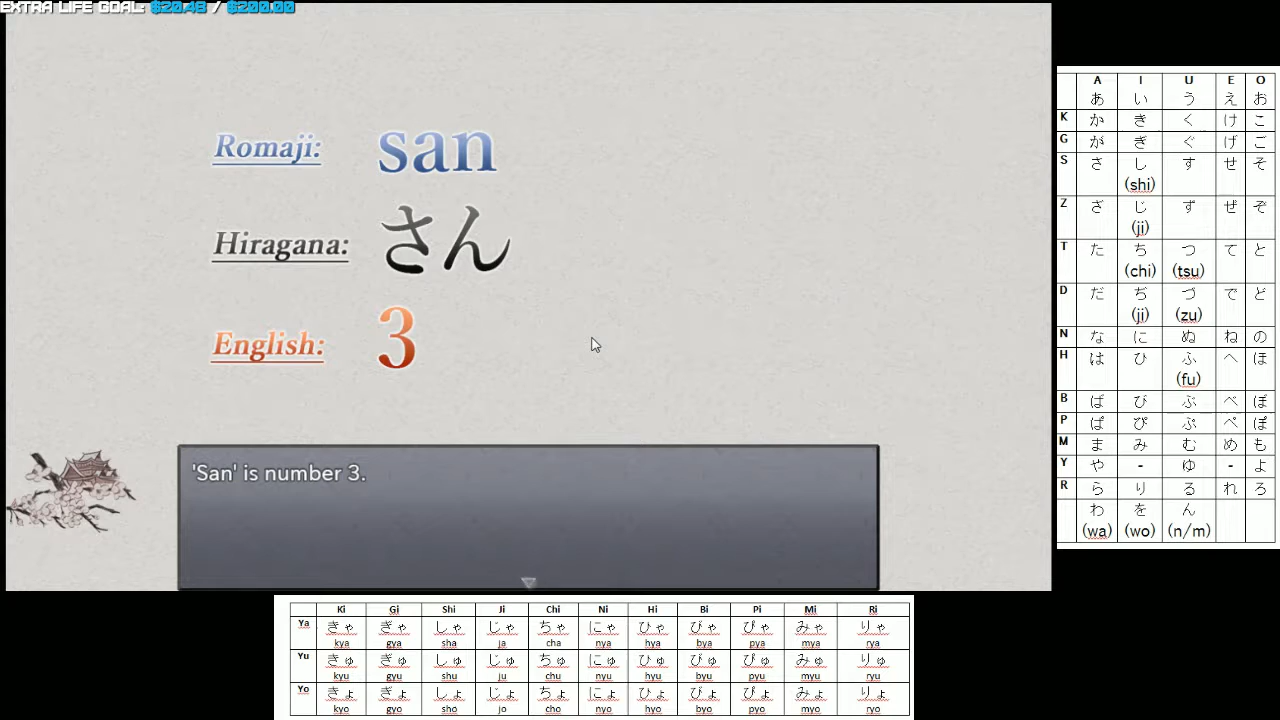 EXTRA LIFE GOAL: $2048 / $200.00
Romaji: san
Hiragana: さん
English: 3
'San' is number 3.
A I U E O
あ い う え お
K か き く け こ
G が ぎ ぐ げ ご
S さ し す せ そ
(shi)
Z ざ じ ず ぜ ぞ
(ji)
T た ち つ て と
(chi) (tsu)
D だ ぢ づ で ど
(ji) (zu)
N な に ぬ ね の
H は ひ ふ へ ほ
(fu)
B ば び ぶ べ ぼ
P ぱ ぴ ぷ ぺ ぽ
M ま み む め も
Y や - ゆ - よ
R ら り る れ ろ
わ を ん
(wa) (wo) (n/m)
Ki Gi Shi Ji Chi Ni Hi Bi Pi Mi Ri
Ya きゃ ぎゃ しゃ じゃ ちゃ にゃ ひゃ びゃ ぴゃ みゃ りゃ
kya gya sha ja cha nya hya bya pya mya rya
Yu きゅ ぎゅ しゅ じゅ ちゅ にゅ ひゅ びゅ ぴゅ みゅ りゅ
kyu gyu shu ju chu nyu hyu byu pyu myu ryu
Yo きょ ぎょ しょ じょ ちょ にょ ひょ びょ ぴょ みょ りょ
kyo gyo sho jo cho nyo hyo byo pyo myo ryo